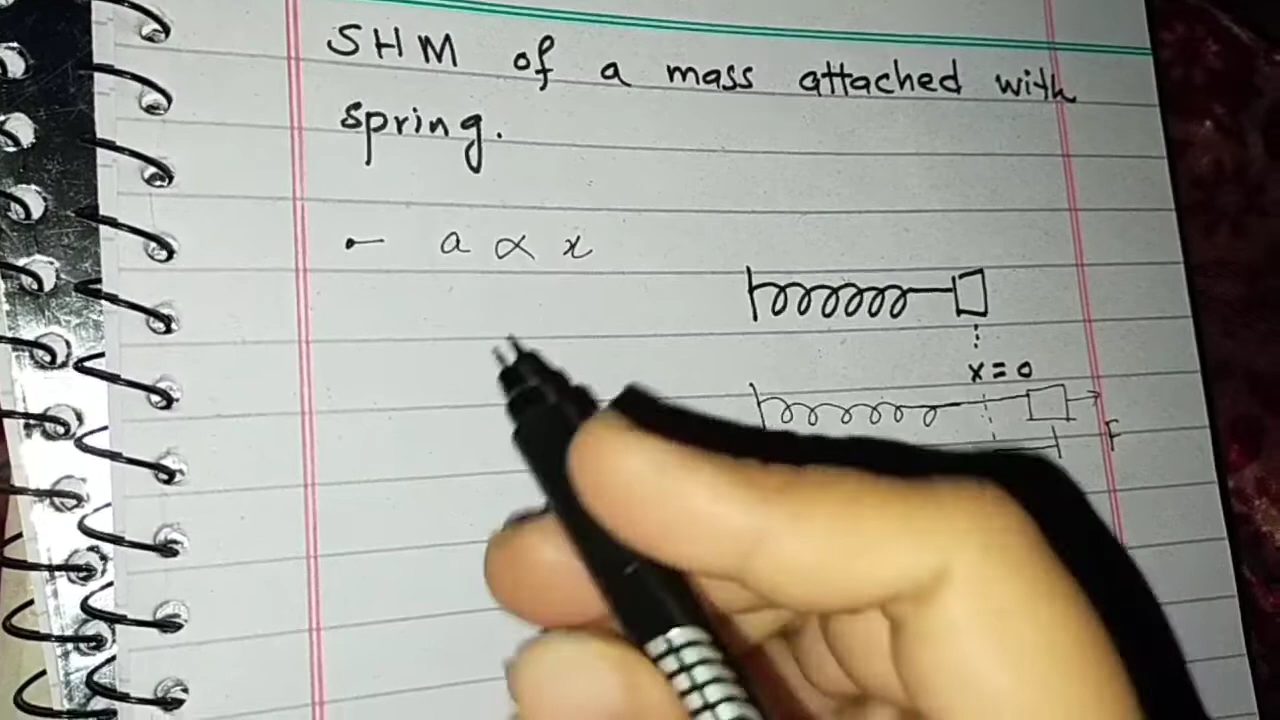 SHM of a mass attached with
spring.
- a ∝ x
x = 0
F